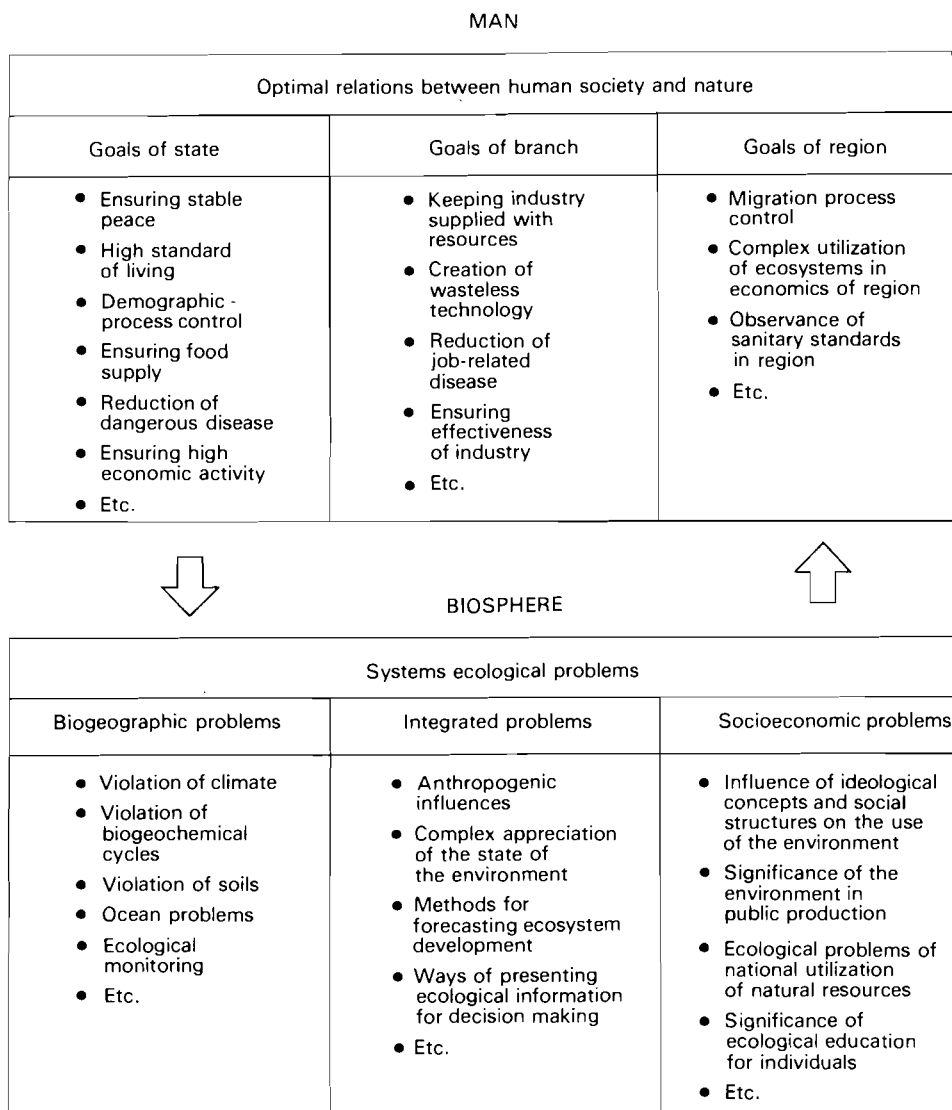 MAN
Optimal relations between human society and nature
Goals of state
● Ensuring stable
peace
● High standard
of living
● Demographic -
process control
● Ensuring food
supply
● Reduction of
dangerous disease
● Ensuring high
economic activity
● Etc.
Goals of branch
● Keeping industry
supplied with
resources
● Creation of
wasteless
technology
● Reduction of
job-related
disease
● Ensuring
effectiveness
of industry
● Etc.
Goals of region
● Migration process
control
● Complex utilization
of ecosystems in
economics of region
● Observance of
sanitary standards
in region
● Etc.
BIOSPHERE
Systems ecological problems
Biogeographic problems
● Violation of climate
● Violation of
biogeochemical
cycles
● Violation of soils
● Ocean problems
● Ecological
monitoring
● Etc.
Integrated problems
● Anthropogenic
influences
● Complex appreciation
of the state of
the environment
● Methods for
forecasting ecosystem
development
● Ways of presenting
ecological information
for decision making
● Etc.
Socioeconomic problems
● Influence of ideological
concepts and social
structures on the use
of the environment
● Significance of the
environment in
public production
● Ecological problems of
national utilization
of natural resources
● Significance of
ecological education
for individuals
● Etc.